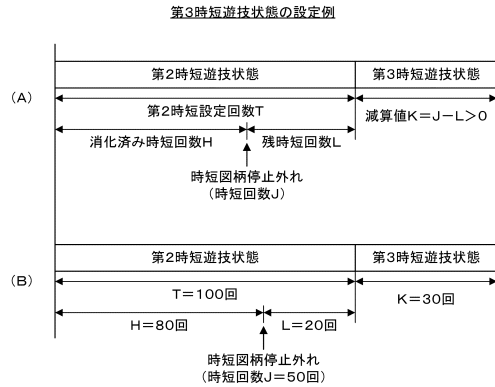 第3時短遊技状態の設定例
(A)
第2時短遊技状態
第3時短遊技状態
第2時短設定回数T
減算値K=J-L>0
消化済み時短回数H
残時短回数L
時短図柄停止外れ
(時短回数J)
(B)
第2時短遊技状態
第3時短遊技状態
T=100回
K=30回
H=80回
L=20回
時短図柄停止外れ
(時短回数J=50回)